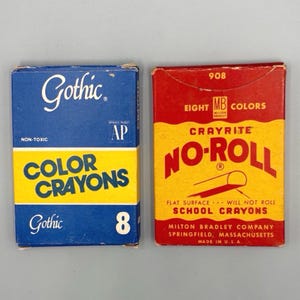 Gothic®
NON-TOXIC
AP
COLOR
CRAYONS
Gothic
8
908
EIGHT MB COLORS
CRAYRITE
NO-ROLL
®
FLAT SURFACE --- WILL NOT ROLL
SCHOOL CRAYONS
MILTON BRADLEY COMPANY
SPRINGFIELD, MASSACHUSETTS
MADE IN U.S.A.